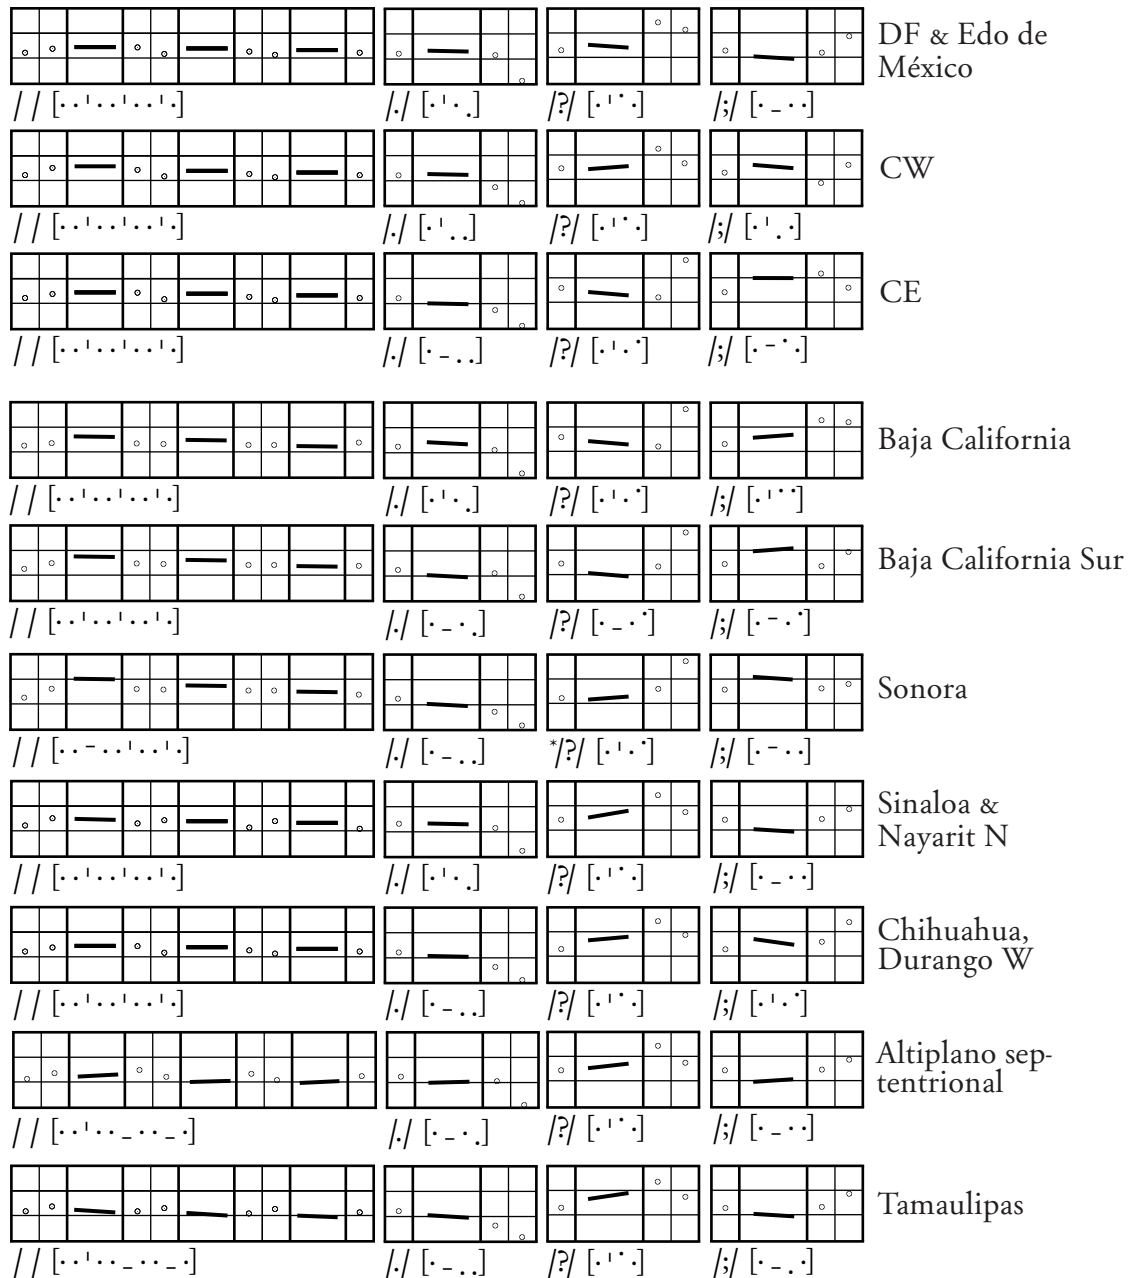 DF & Edo de
México
/ / [··ˈ··ˈ··ˈ·] /./ [·ˈ·.] /?/ [·ˈ˙·] /;/ [·_··]
CW
/ / [··ˈ··ˈ··ˈ·] /./ [·ˈ..] /?/ [·ˈ˙·] /;/ [·ˈ.·]
CE
/ / [··ˈ··ˈ··ˈ·] /./ [·_..] /?/ [·ˈ·˙] /;/ [·ˉ˙·]
Baja California
/ / [··ˈ··ˈ··ˈ·] /./ [·ˈ·.] /?/ [·ˈ·˙] /;/ [·ˈ˙˙]
Baja California Sur
/ / [··ˈ··ˈ··ˈ·] /./ [·_·.] /?/ [·_·˙] /;/ [·ˉ·˙]
Sonora
/ / [··ˉ··ˈ··ˈ·] /./ [·_..] */?/ [·ˈ·˙] /;/ [·ˉ··]
Sinaloa &
Nayarit N
/ / [··ˈ··ˈ··ˈ·] /./ [·ˈ·.] /?/ [·ˈ˙·] /;/ [·_··]
Chihuahua,
Durango W
/ / [··ˈ··ˈ··ˈ·] /./ [·_..] /?/ [·ˈ˙·] /;/ [·ˈ·˙]
Altiplano sep-
tentrional
/ / [··ˈ··_··_·] /./ [·_·.] /?/ [·ˈ˙·] /;/ [·_··]
Tamaulipas
/ / [··ˈ··_··_·] /./ [·_..] /?/ [·ˈ˙·] /;/ [·_.·]